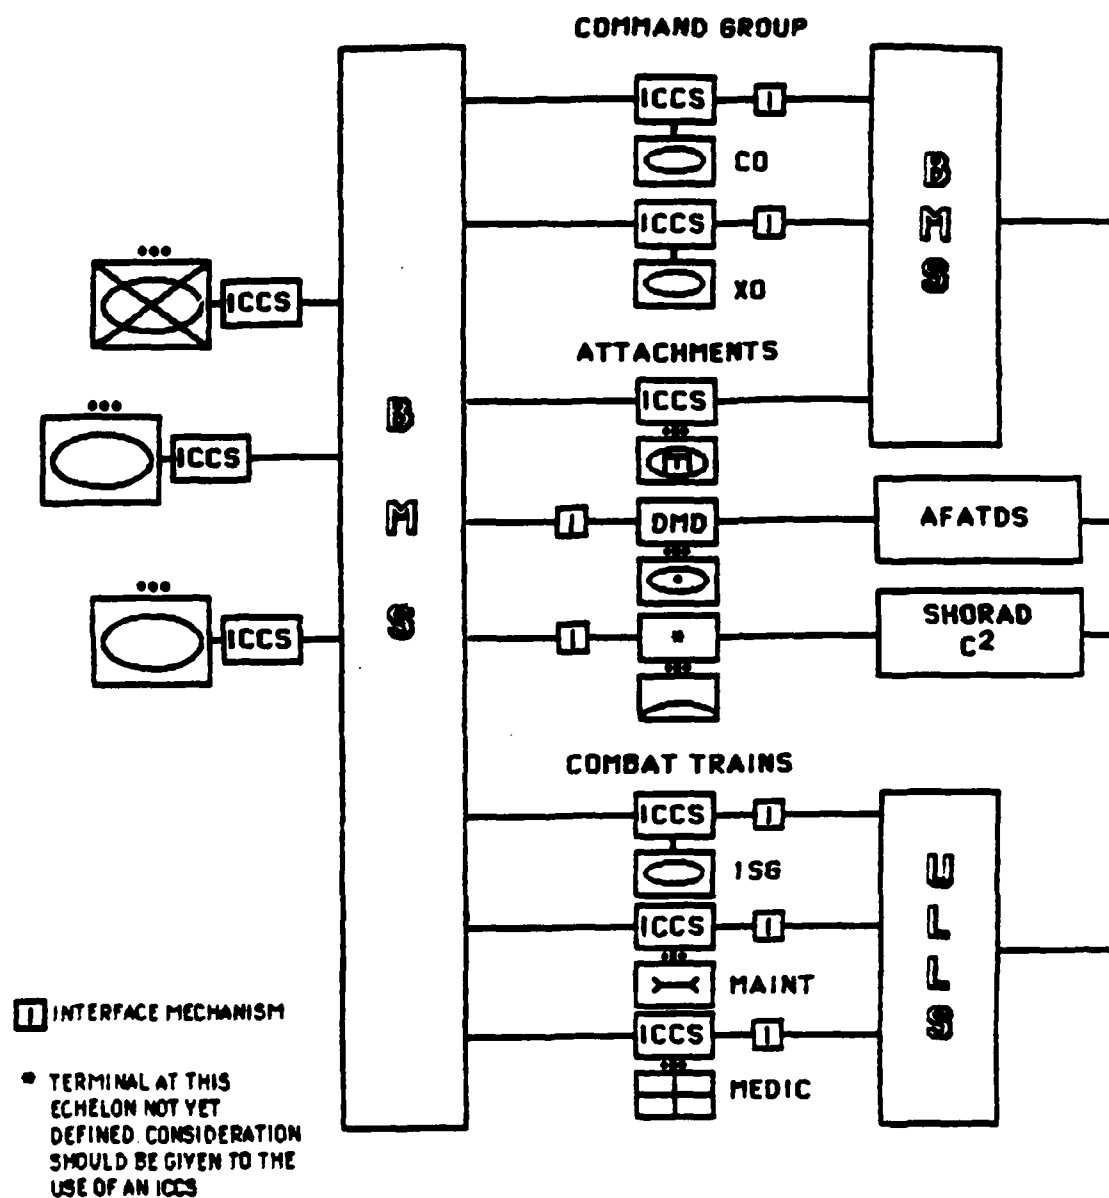 COMMAND GROUP
ICCS I
CO
ICCS I
XO
ICCS
ATTACHMENTS
ICCS
E
ICCS
I DMD AFATDS
ICCS
I * SHORAD
C2
B
M
S
B
M
S
COMBAT TRAINS
ICCS I
1SG
ICCS I
MAINT
ICCS I
MEDIC
W
L
L
S
I INTERFACE MECHANISM
* TERMINAL AT THIS
ECHELON NOT YET
DEFINED. CONSIDERATION
SHOULD BE GIVEN TO THE
USE OF AN ICCS